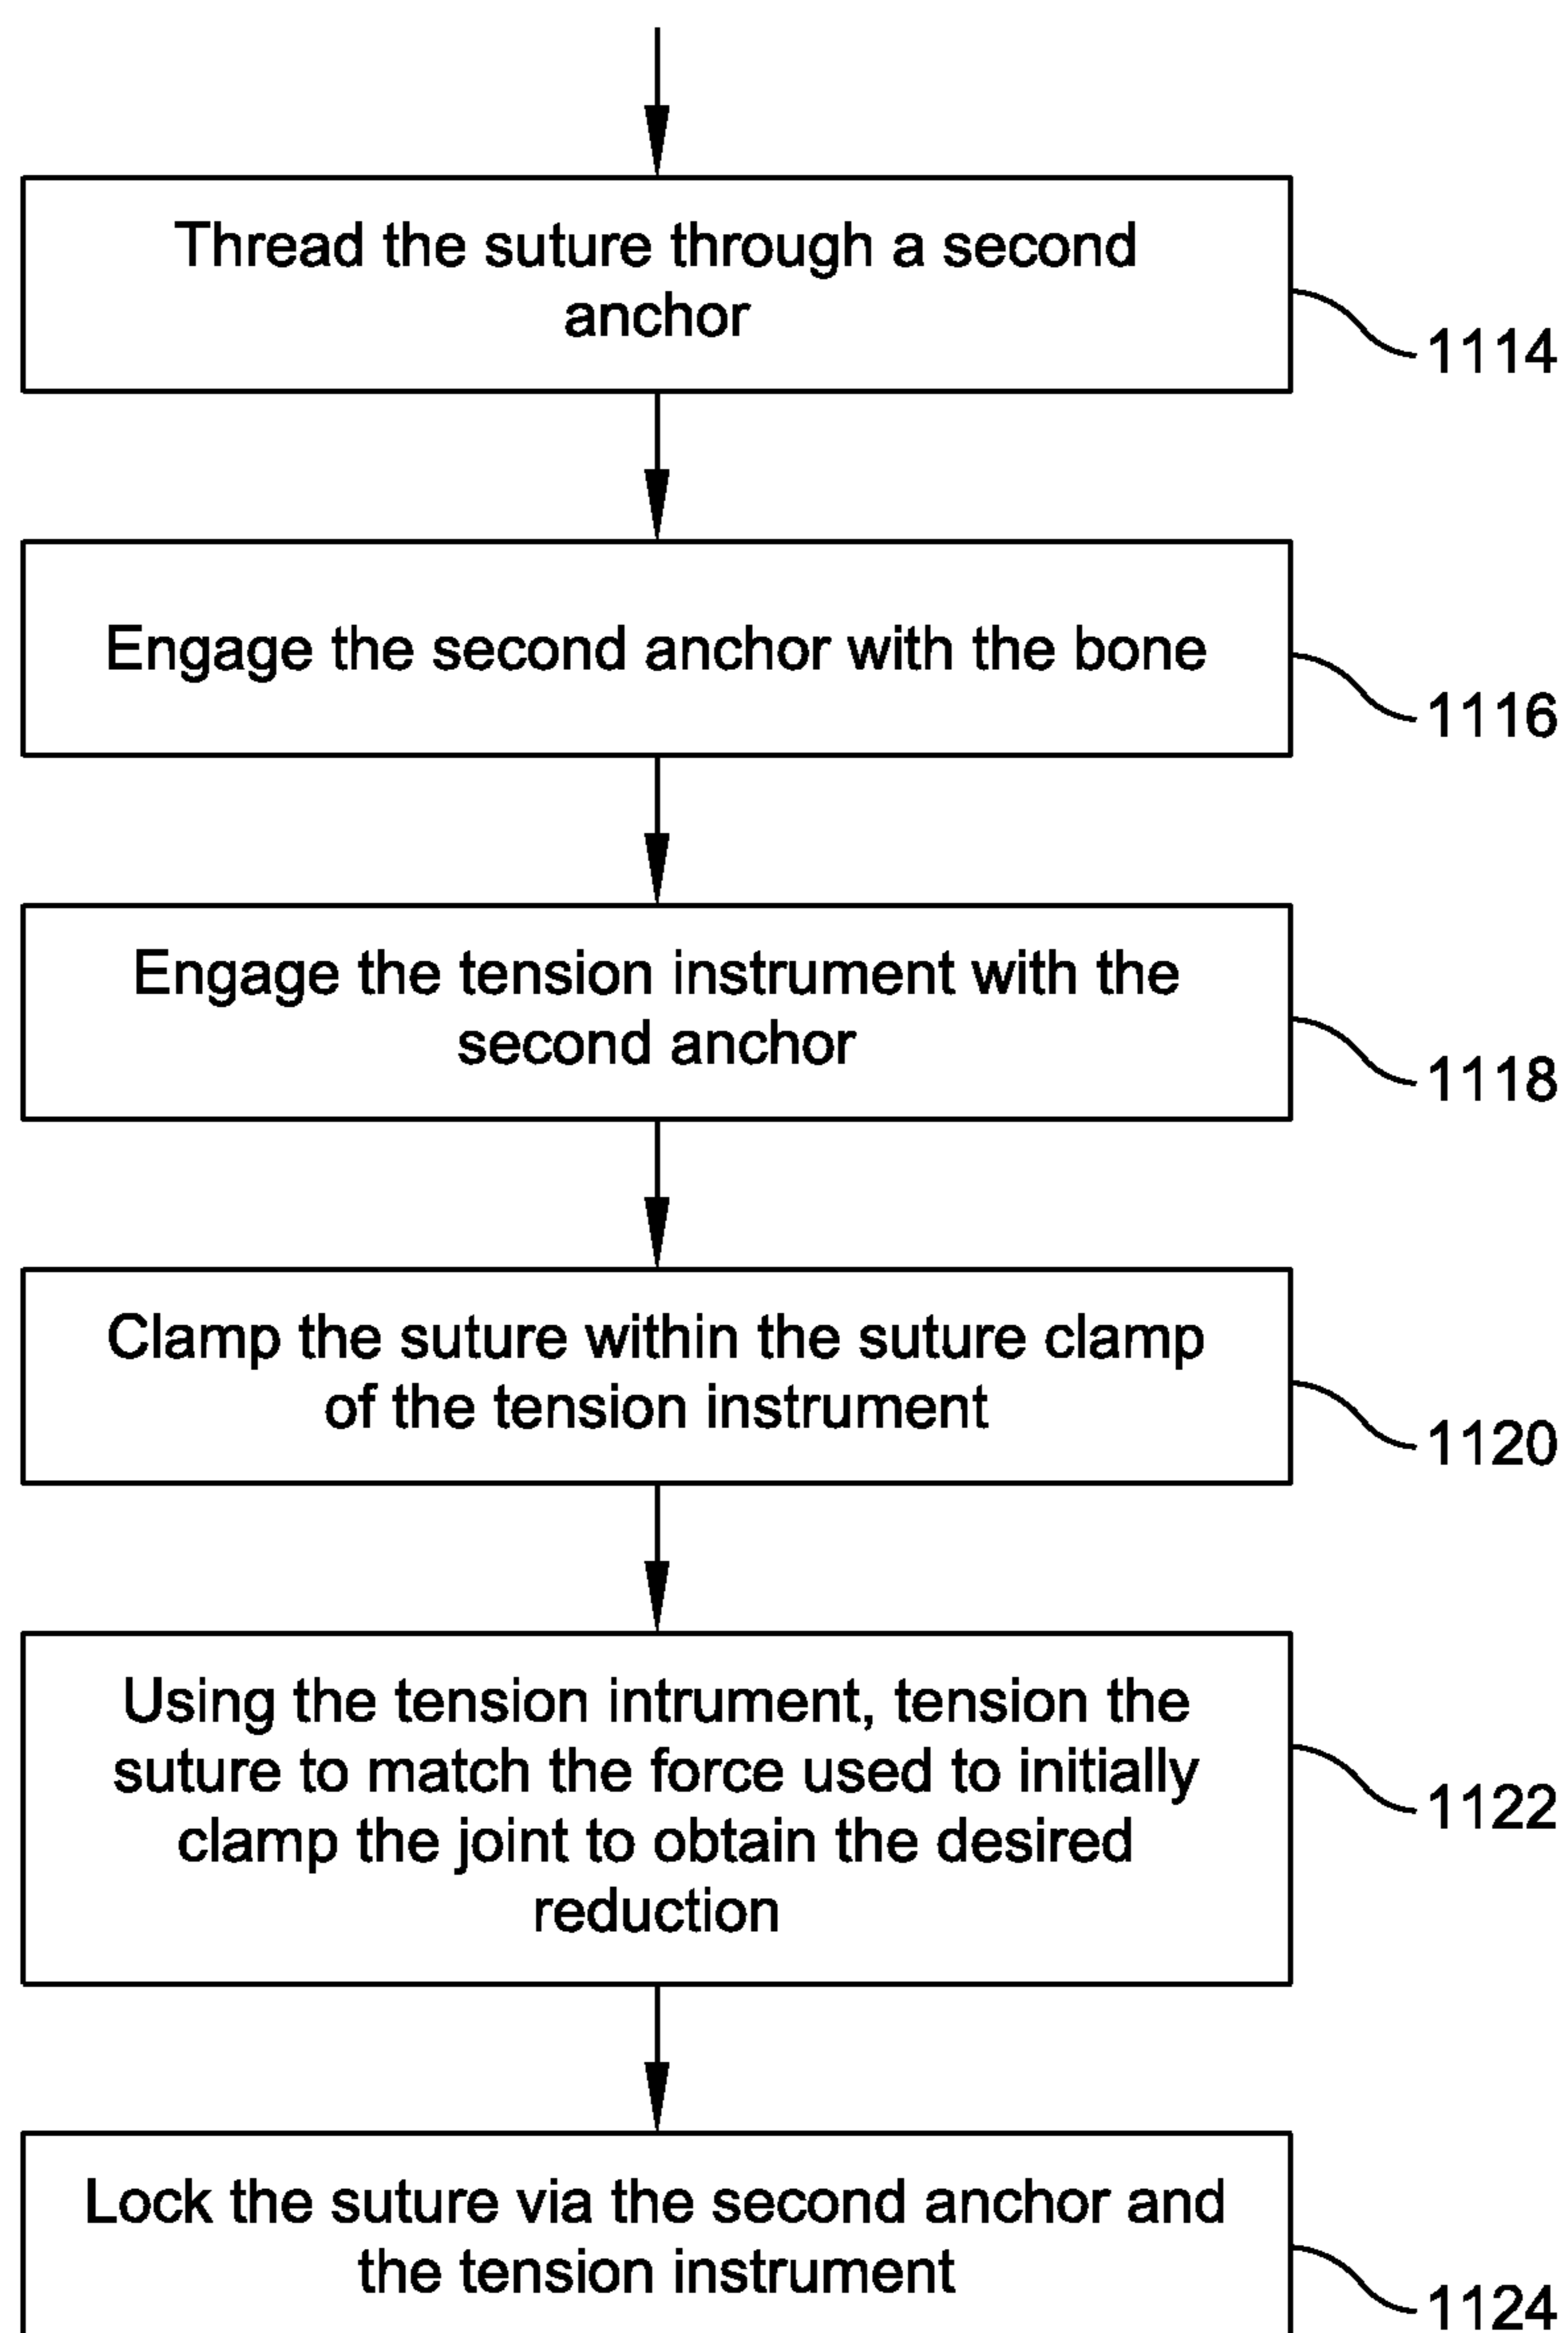 Thread the suture through a second
anchor
1114
Engage the second anchor with the bone
1116
Engage the tension instrument with the
second anchor
1118
Clamp the suture within the suture clamp
of the tension instrument
1120
Using the tension intrument, tension the
suture to match the force used to initially
clamp the joint to obtain the desired
reduction
1122
Lock the suture via the second anchor and
the tension instrument
1124